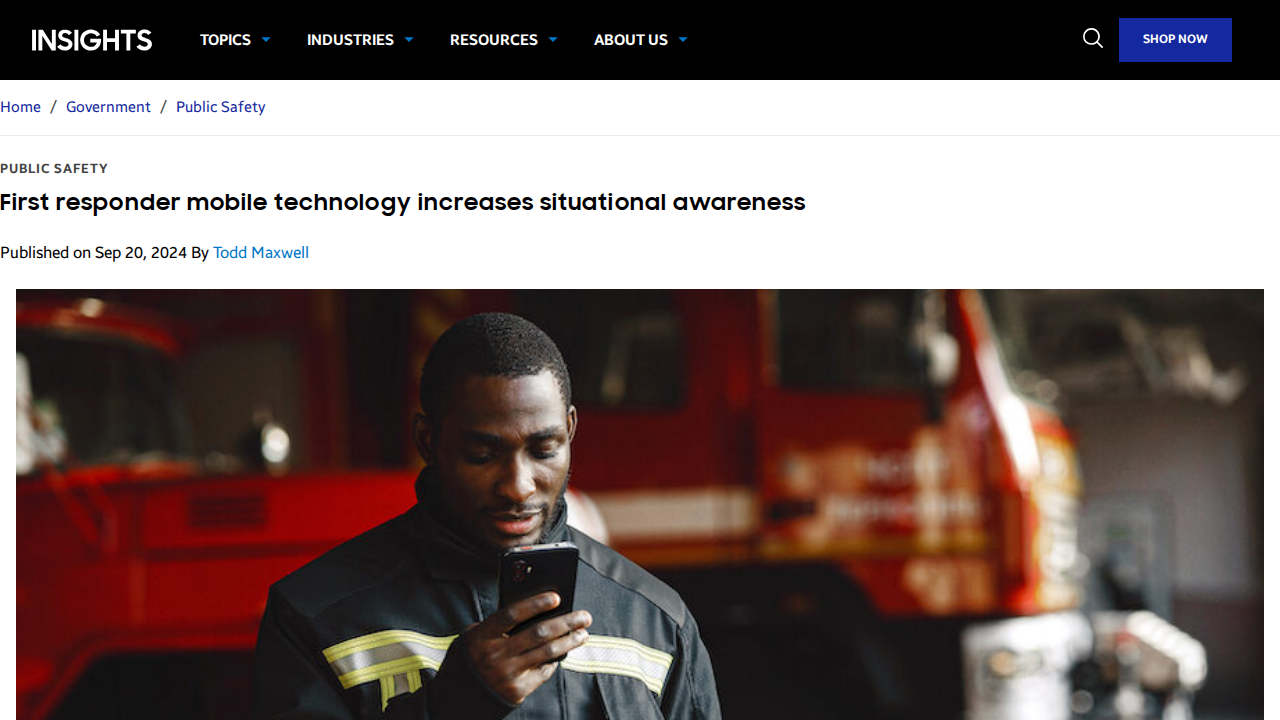 INSIGHTS
TOPICS INDUSTRIES RESOURCES ABOUT US SHOP NOW
Home / Government / Public Safety
PUBLIC SAFETY
First responder mobile technology increases situational awareness
Published on Sep 20, 2024 By Todd Maxwell